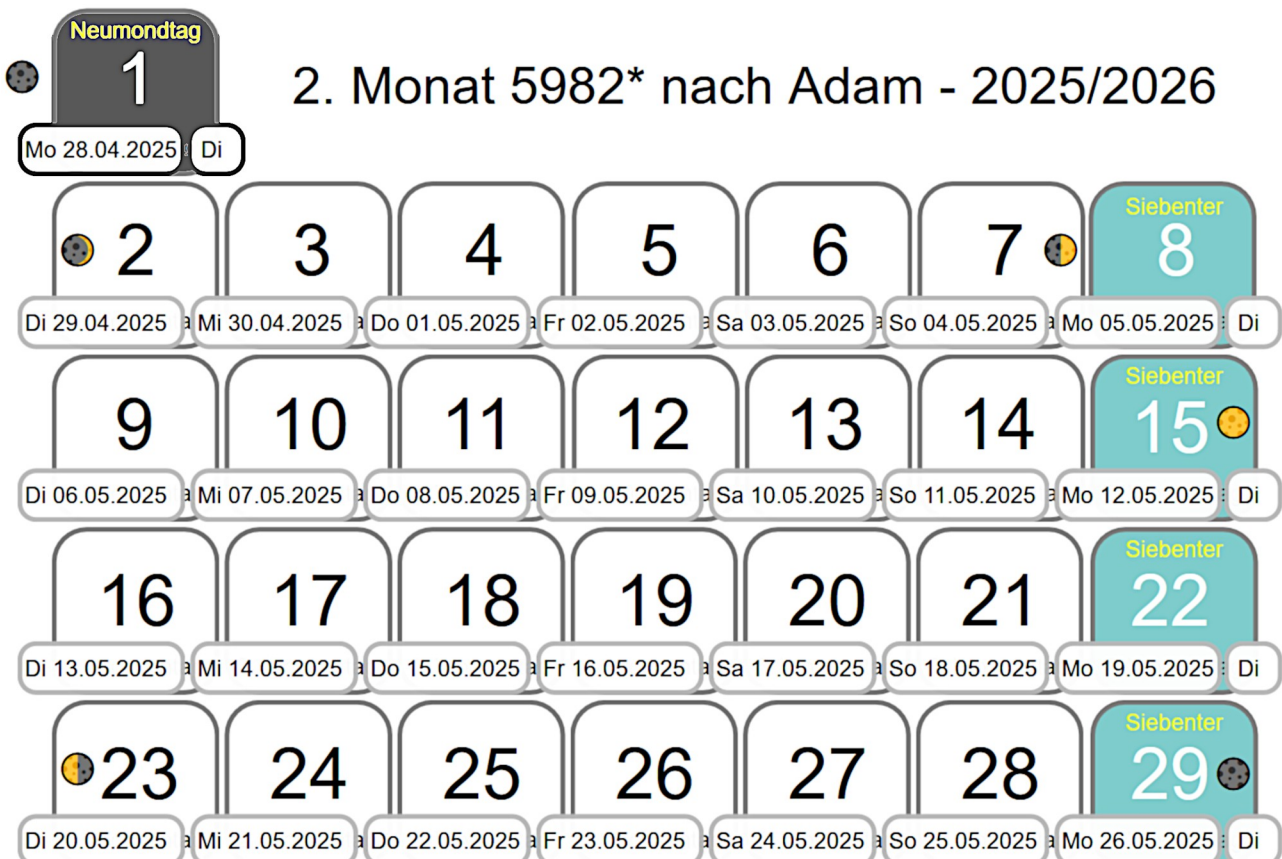 Neumondtag
1
2. Monat 5982* nach Adam - 2025/2026
Mo 28.04.2025 Di
Siebenter
2 3 4 5 6 7 8
Di 29.04.2025 Mi 30.04.2025 Do 01.05.2025 Fr 02.05.2025 Sa 03.05.2025 So 04.05.2025 Mo 05.05.2025 Di
Siebenter
9 10 11 12 13 14 15
Di 06.05.2025 Mi 07.05.2025 Do 08.05.2025 Fr 09.05.2025 Sa 10.05.2025 So 11.05.2025 Mo 12.05.2025 Di
Siebenter
16 17 18 19 20 21 22
Di 13.05.2025 Mi 14.05.2025 Do 15.05.2025 Fr 16.05.2025 Sa 17.05.2025 So 18.05.2025 Mo 19.05.2025 Di
Siebenter
23 24 25 26 27 28 29
Di 20.05.2025 Mi 21.05.2025 Do 22.05.2025 Fr 23.05.2025 Sa 24.05.2025 So 25.05.2025 Mo 26.05.2025 Di